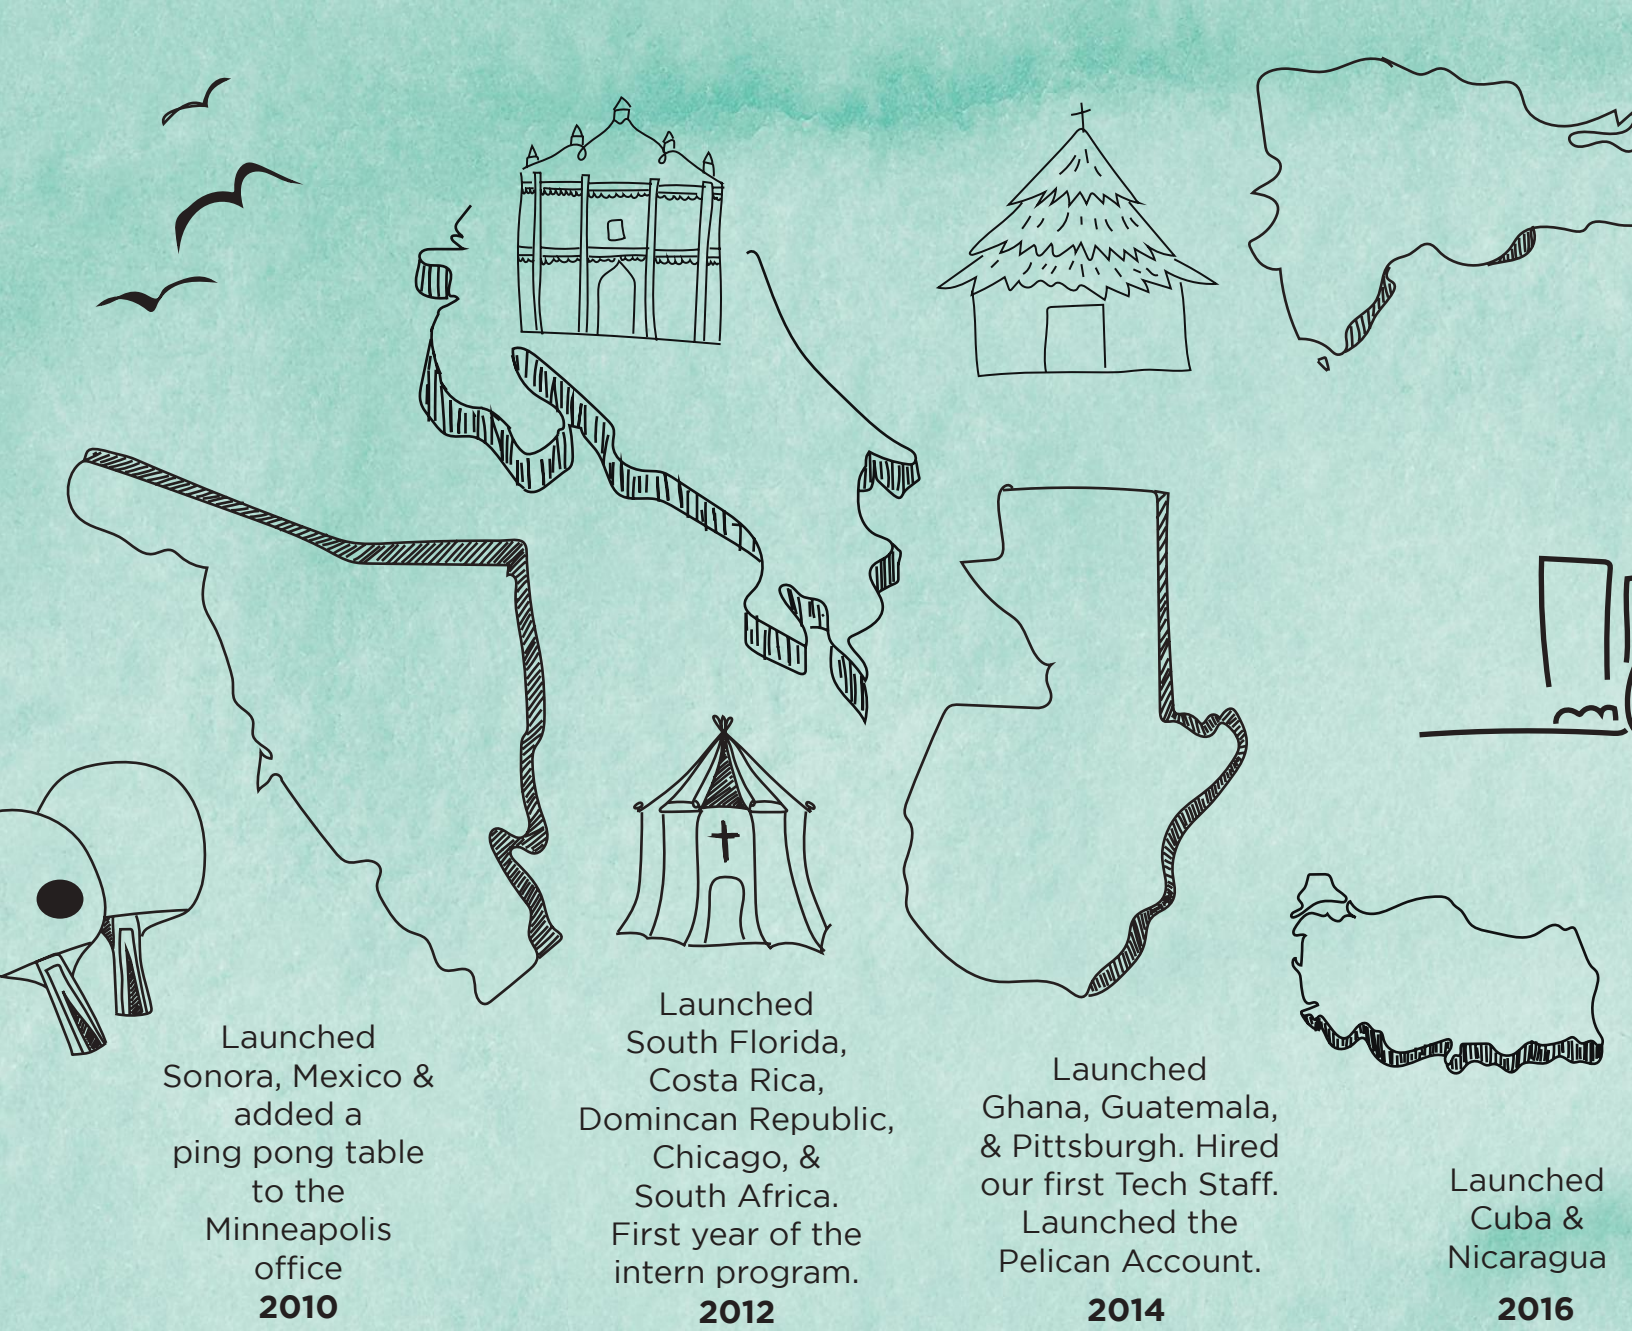 Launched
Sonora, Mexico &
added a
ping pong table
to the
Minneapolis
office
2010
Launched
South Florida,
Costa Rica,
Domincan Republic,
Chicago, &
South Africa.
First year of the
intern program.
2012
Launched
Ghana, Guatemala,
& Pittsburgh. Hired
our first Tech Staff.
Launched the
Pelican Account.
2014
Launched
Cuba &
Nicaragua
2016